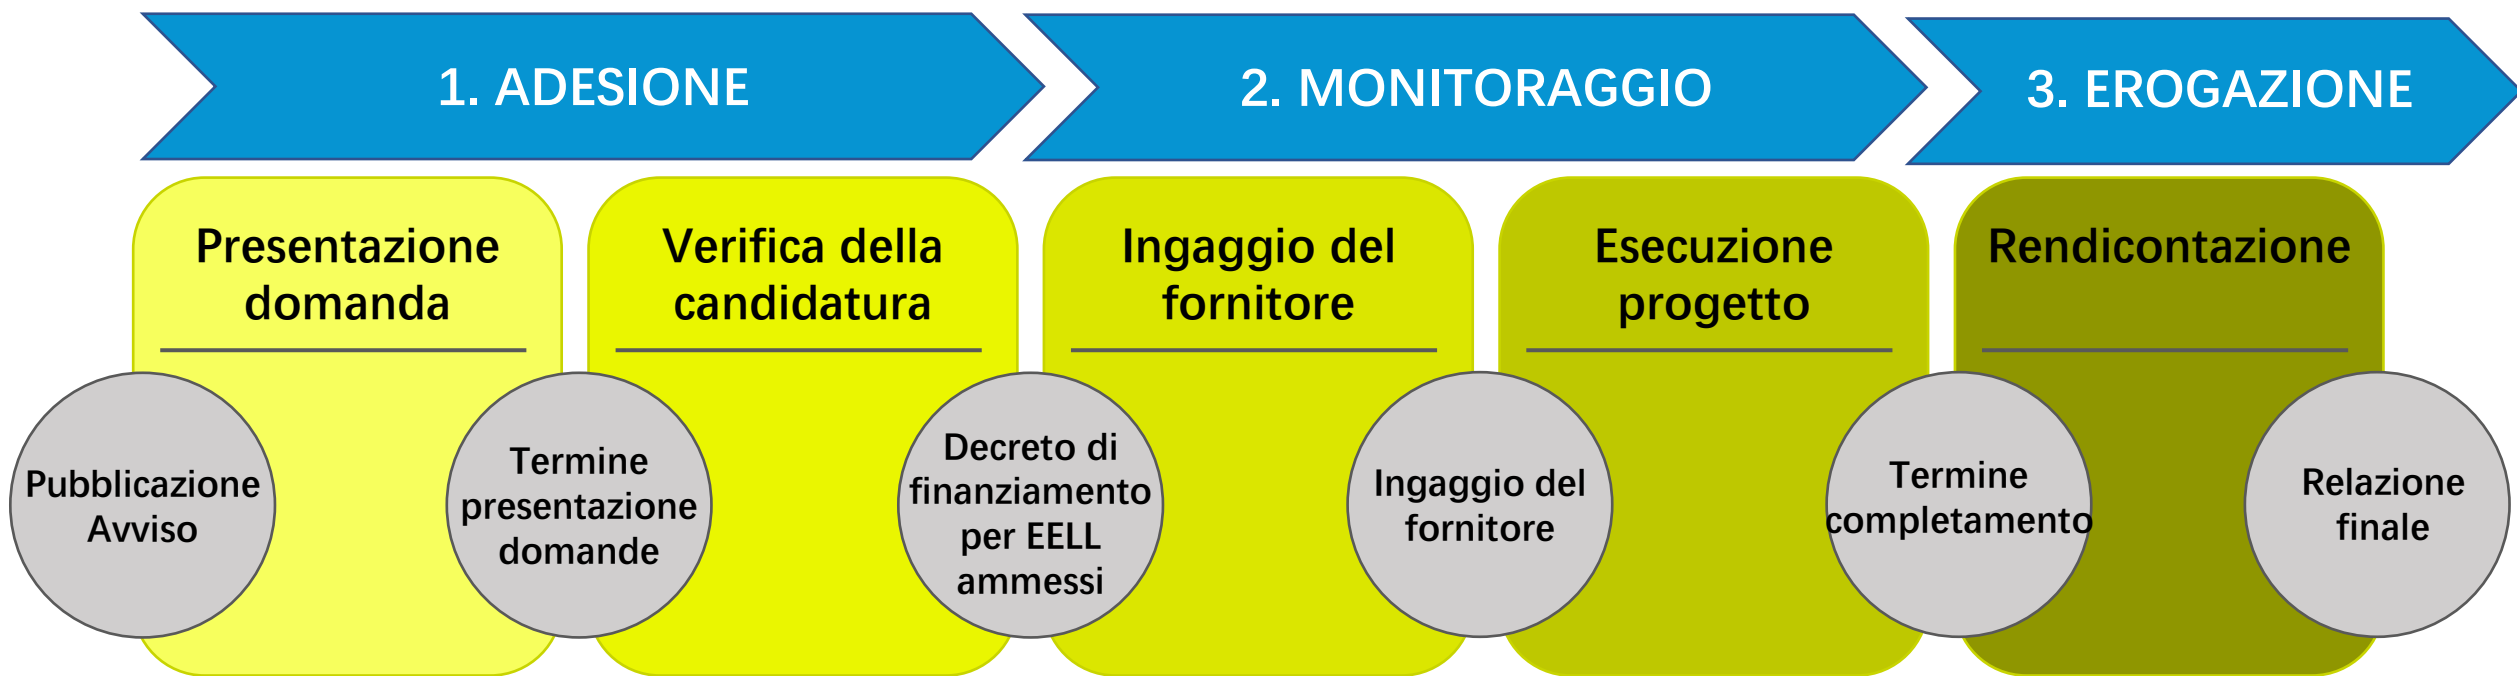 1. ADESIONE
2. MONITORAGGIO
3. EROGAZIONE
Presentazione
domanda
Verifica della
candidatura
Ingaggio del
fornitore
Esecuzione
progetto
Rendicontazione
Pubblicazione
Avviso
Termine
presentazione
domande
Decreto di
finanziamento
per EELL
ammessi
Ingaggio del
fornitore
Termine
completamento
Relazione
finale